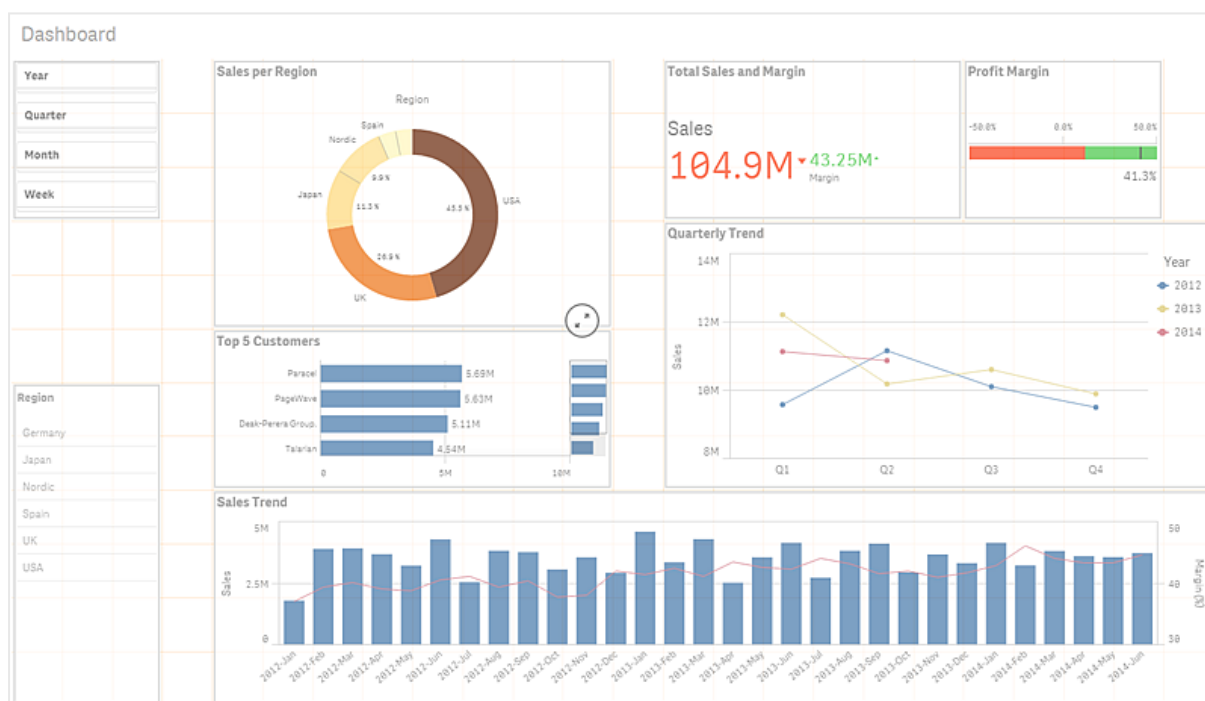 Dashboard
Year
Quarter
Month
Week
Region
Germany
Japan
Nordic
Spain
UK
USA
Sales per Region
Region
Spain
Nordic
9.9%
Japan
11.3%
45.5%
USA
26.9%
UK
Top 5 Customers
Paracel 5.69M
PageWave 5.63M
Desk-Perera Group. 5.11M
Talarian 4.54M
0 5M 10M
Total Sales and Margin
Sales
104.9M 43.25M
Margin
Profit Margin
-50.0% 0.0% 50.0%
41.3%
Quarterly Trend
14M
12M
10M
8M
Sales
Q1 Q2 Q3 Q4
Year
2012
2013
2014
Sales Trend
5M
2.5M
0
Sales
50
40
30
Margin (%)
2012-Jan 2012-Feb 2012-Mar 2012-Apr 2012-May 2012-Jun 2012-Jul 2012-Aug 2012-Sep 2012-Oct 2012-Nov 2012-Dec 2013-Jan 2013-Feb 2013-Mar 2013-Apr 2013-May 2013-Jun 2013-Jul 2013-Aug 2013-Sep 2013-Oct 2013-Nov 2013-Dec 2014-Jan 2014-Feb 2014-Mar 2014-Apr 2014-May 2014-Jun